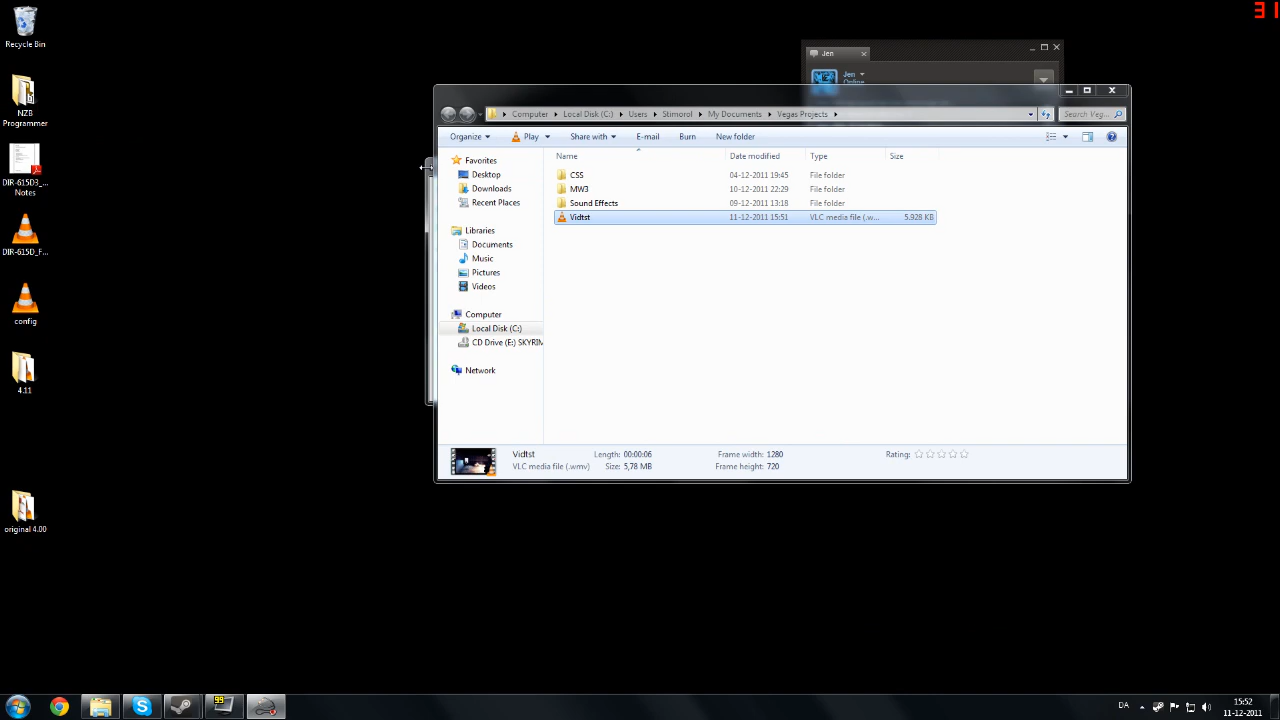 31
Recycle Bin
NZB
Programmer
DIR-615D3_...
Notes
DIR-615D_F...
config
4.11
original 4.00
Jen
Jen
Online
Computer Local Disk (C:) Users Stimorol My Documents Vegas Projects
Search Veg...
Organize Play Share with E-mail Burn New folder
Name Date modified Type Size
Favorites
Desktop
Downloads
Recent Places
Libraries
Documents
Music
Pictures
Videos
Computer
Local Disk (C:)
CD Drive (E:) SKYRIM
Network
CSS 04-12-2011 19:45 File folder
MW3 10-12-2011 22:29 File folder
Sound Effects 09-12-2011 13:18 File folder
Vidtst 11-12-2011 15:51 VLC media file (.w... 5.928 KB
Vidtst Length: 00:00:06 Frame width: 1280 Rating:
VLC media file (.wmv) Size: 5,78 MB Frame height: 720
99
DA
15:52
11-12-2011